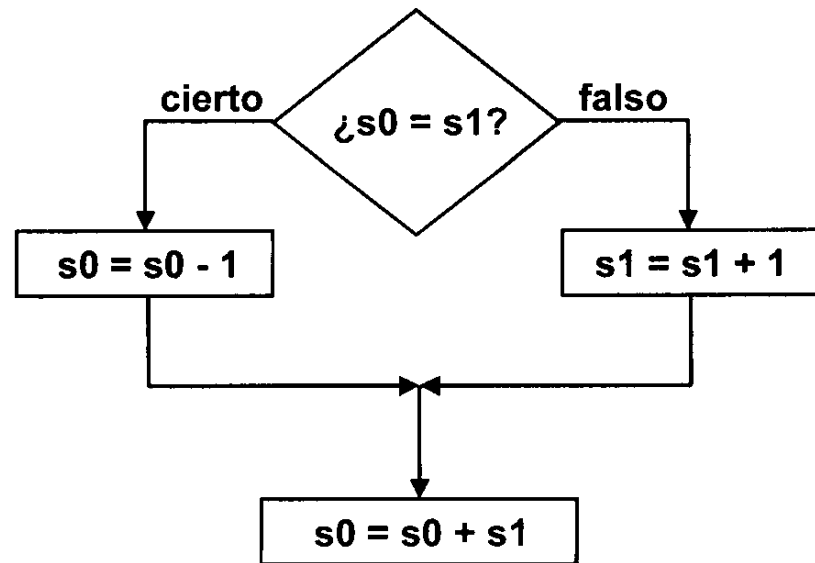 cierto
¿s0 = s1?
falso
s0 = s0 - 1
s1 = s1 + 1
s0 = s0 + s1